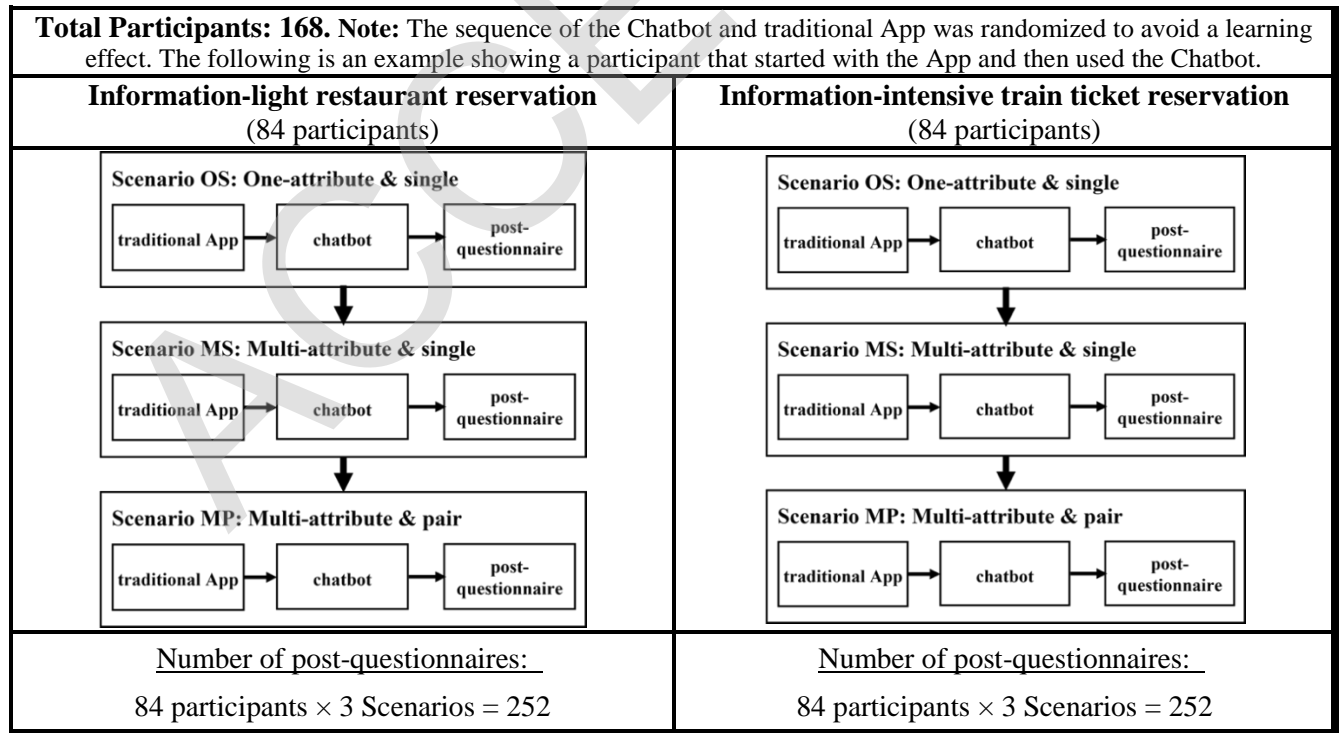 Total Participants: 168. Note: The sequence of the Chatbot and traditional App was randomized to avoid a learning
effect. The following is an example showing a participant that started with the App and then used the Chatbot.
Information-light restaurant reservation
(84 participants)
Scenario OS: One-attribute & single
traditional App
chatbot
post-
questionnaire
Scenario MS: Multi-attribute & single
traditional App
chatbot
post-
questionnaire
Scenario MP: Multi-attribute & pair
traditional App
chatbot
post-
questionnaire
Number of post-questionnaires:
84 participants × 3 Scenarios = 252
Information-intensive train ticket reservation
(84 participants)
Scenario OS: One-attribute & single
traditional App
chatbot
post-
questionnaire
Scenario MS: Multi-attribute & single
traditional App
chatbot
post-
questionnaire
Scenario MP: Multi-attribute & pair
traditional App
chatbot
post-
questionnaire
Number of post-questionnaires:
84 participants × 3 Scenarios = 252